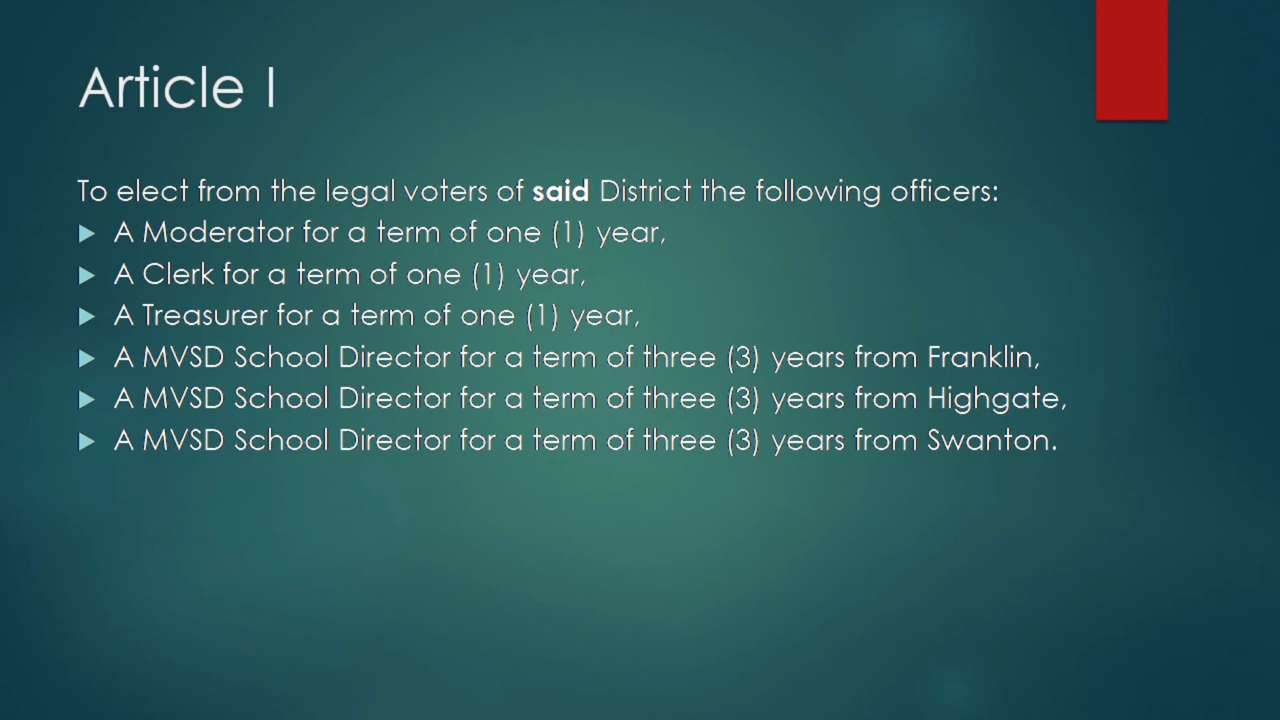 Article I
To elect from the legal voters of said District the following officers:
A Moderator for a term of one (1) year,
A Clerk for a term of one (1) year,
A Treasurer for a term of one (1) year,
A MVSD School Director for a term of three (3) years from Franklin,
A MVSD School Director for a term of three (3) years from Highgate,
A MVSD School Director for a term of three (3) years from Swanton.